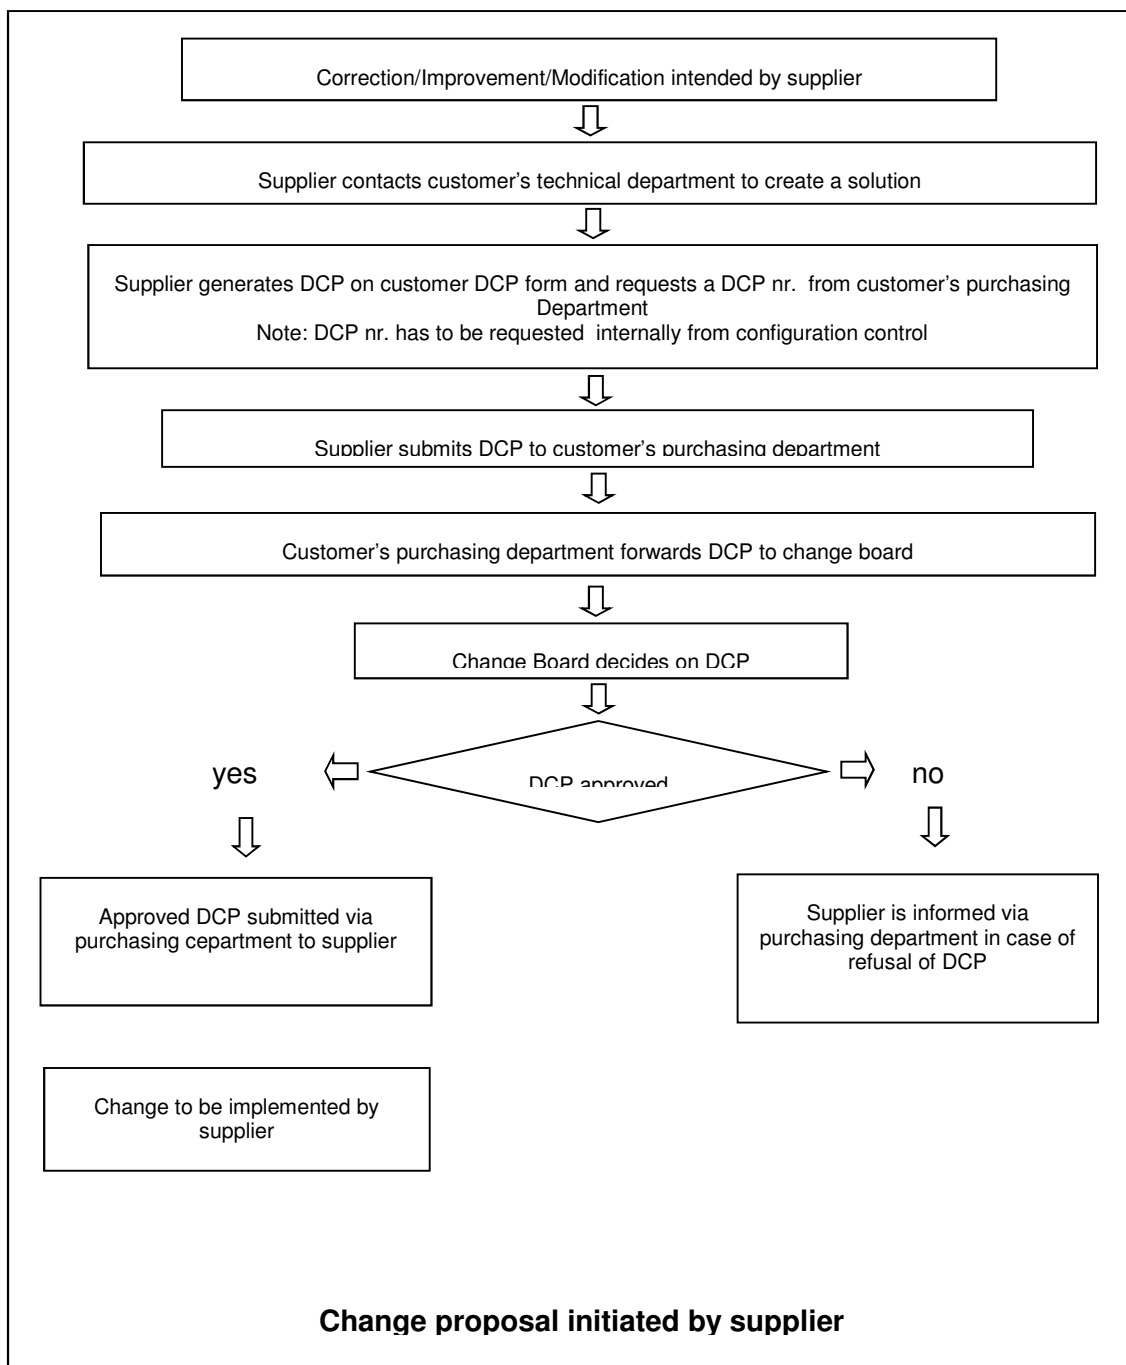 Correction/Improvement/Modification intended by supplier
Supplier contacts customer's technical department to create a solution
Supplier generates DCP on customer DCP form and requests a DCP nr. from customer's purchasing
Department
Note: DCP nr. has to be requested internally from configuration control
Supplier submits DCP to customer's purchasing department
Customer's purchasing department forwards DCP to change board
Change Board decides on DCP
DCP approved
yes
no
Approved DCP submitted via
purchasing cepartment to supplier
Supplier is informed via
purchasing department in case of
refusal of DCP
Change to be implemented by
supplier
Change proposal initiated by supplier